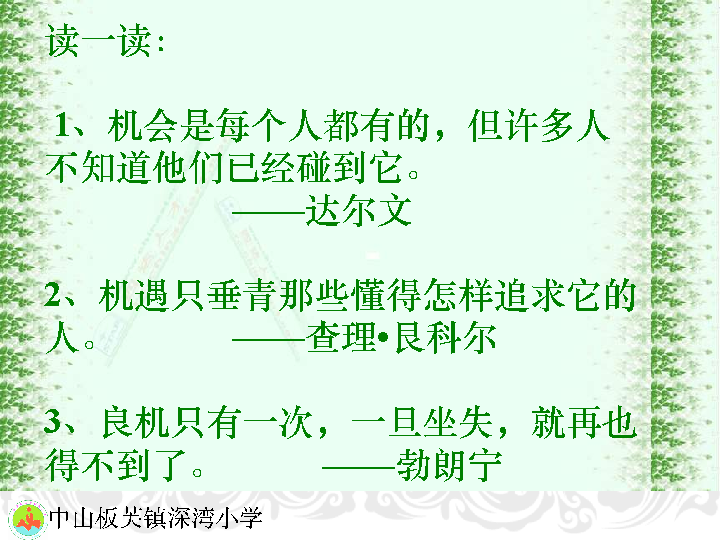 读一读：
1、机会是每个人都有的，但许多人
不知道他们已经碰到它。
——达尔文
2、机遇只垂青那些懂得怎样追求它的
人。 ——查理•艮科尔
3、良机只有一次，一旦坐失，就再也
得不到了。 ——勃朗宁
中山板芙镇深湾小学